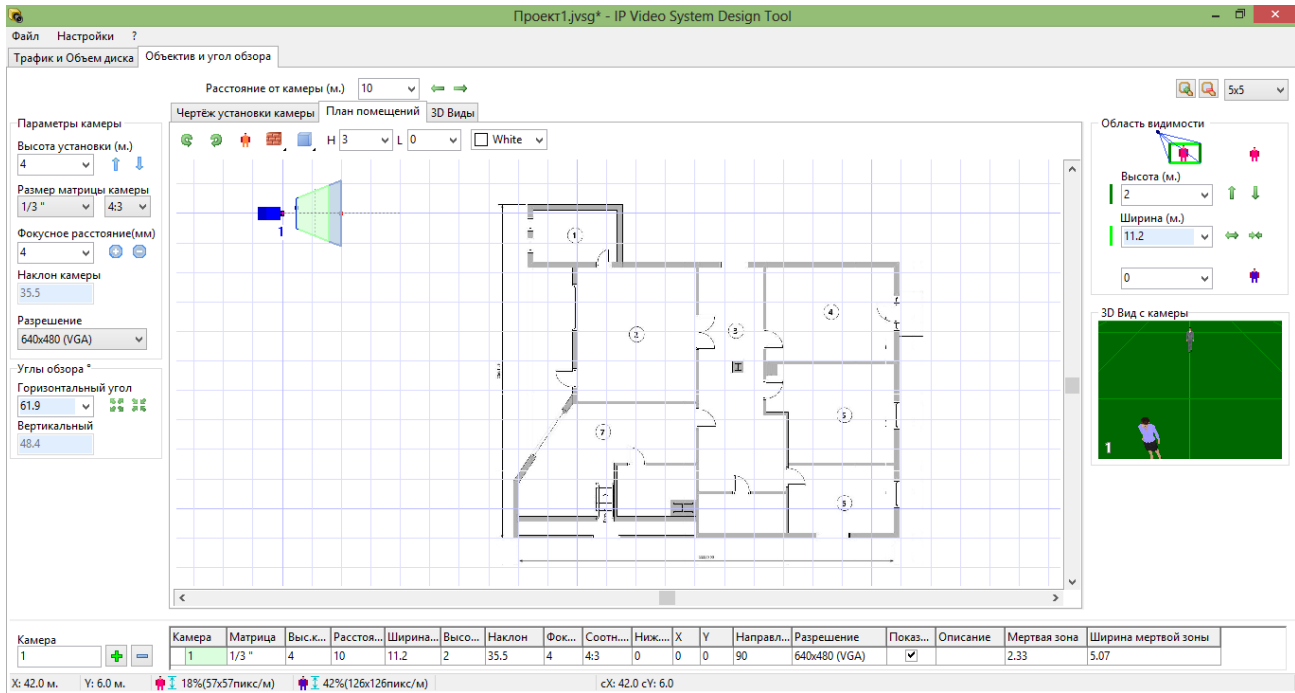 Проект1.jvsg* - IP Video System Design Tool
Файл Настройки ?
Трафик и Объем диска Объектив и угол обзора
Расстояние от камеры (м.) 10
5x5
Чертёж установки камеры План помещений 3D Виды
H 3 L 0 White
Параметры камеры
Высота установки (м.)
4
Размер матрицы камеры
1/3 " 4:3
Фокусное расстояние(мм)
4
Наклон камеры
35.5
Разрешение
640x480 (VGA)
Углы обзора °
Горизонтальный угол
61.9
Вертикальный
48.4
1
1
2
3
4
5
7
5
Область видимости
Высота (м.)
2
Ширина (м.)
11.2
0
3D Вид с камеры
1
Камера
1
Камера Матрица Выс.к... Расстоя... Ширина... Высо... Наклон Фок... Соотн.... Ниж.... X Y Направл... Разрешение Показ... Описание Мертвая зона Ширина мертвой зоны
1 1/3 " 4 10 11.2 2 35.5 4 4:3 0 0 0 90 640x480 (VGA) 2.33 5.07
X: 42.0 м. Y: 6.0 м. 18%(57x57пикс/м) 42%(126x126пикс/м) cX: 42.0 cY: 6.0